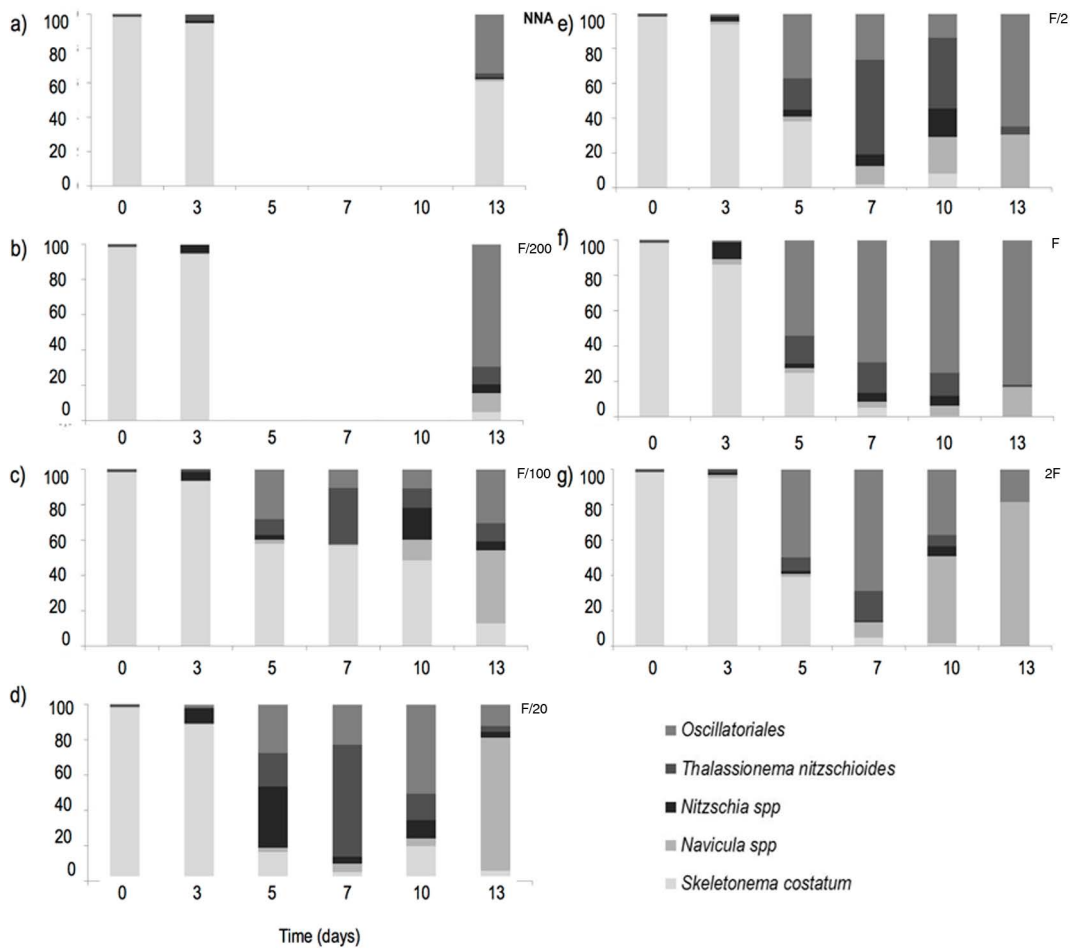 a)
NNA
100
80
60
40
20
0
0 3 5 7 10 13
b)
F/200
100
80
60
40
20
0
0 3 5 7 10 13
c)
F/100
100
80
60
40
20
0
0 3 5 7 10 13
d)
F/20
100
80
60
40
20
0
0 3 5 7 10 13
Time (days)
e)
F/2
100
80
60
40
20
0
0 3 5 7 10 13
f)
F
100
80
60
40
20
0
0 3 5 7 10 13
g)
2F
100
80
60
40
20
0
0 3 5 7 10 13
Oscillatoriales
Thalassionema nitzschioides
Nitzschia spp
Navicula spp
Skeletonema costatum